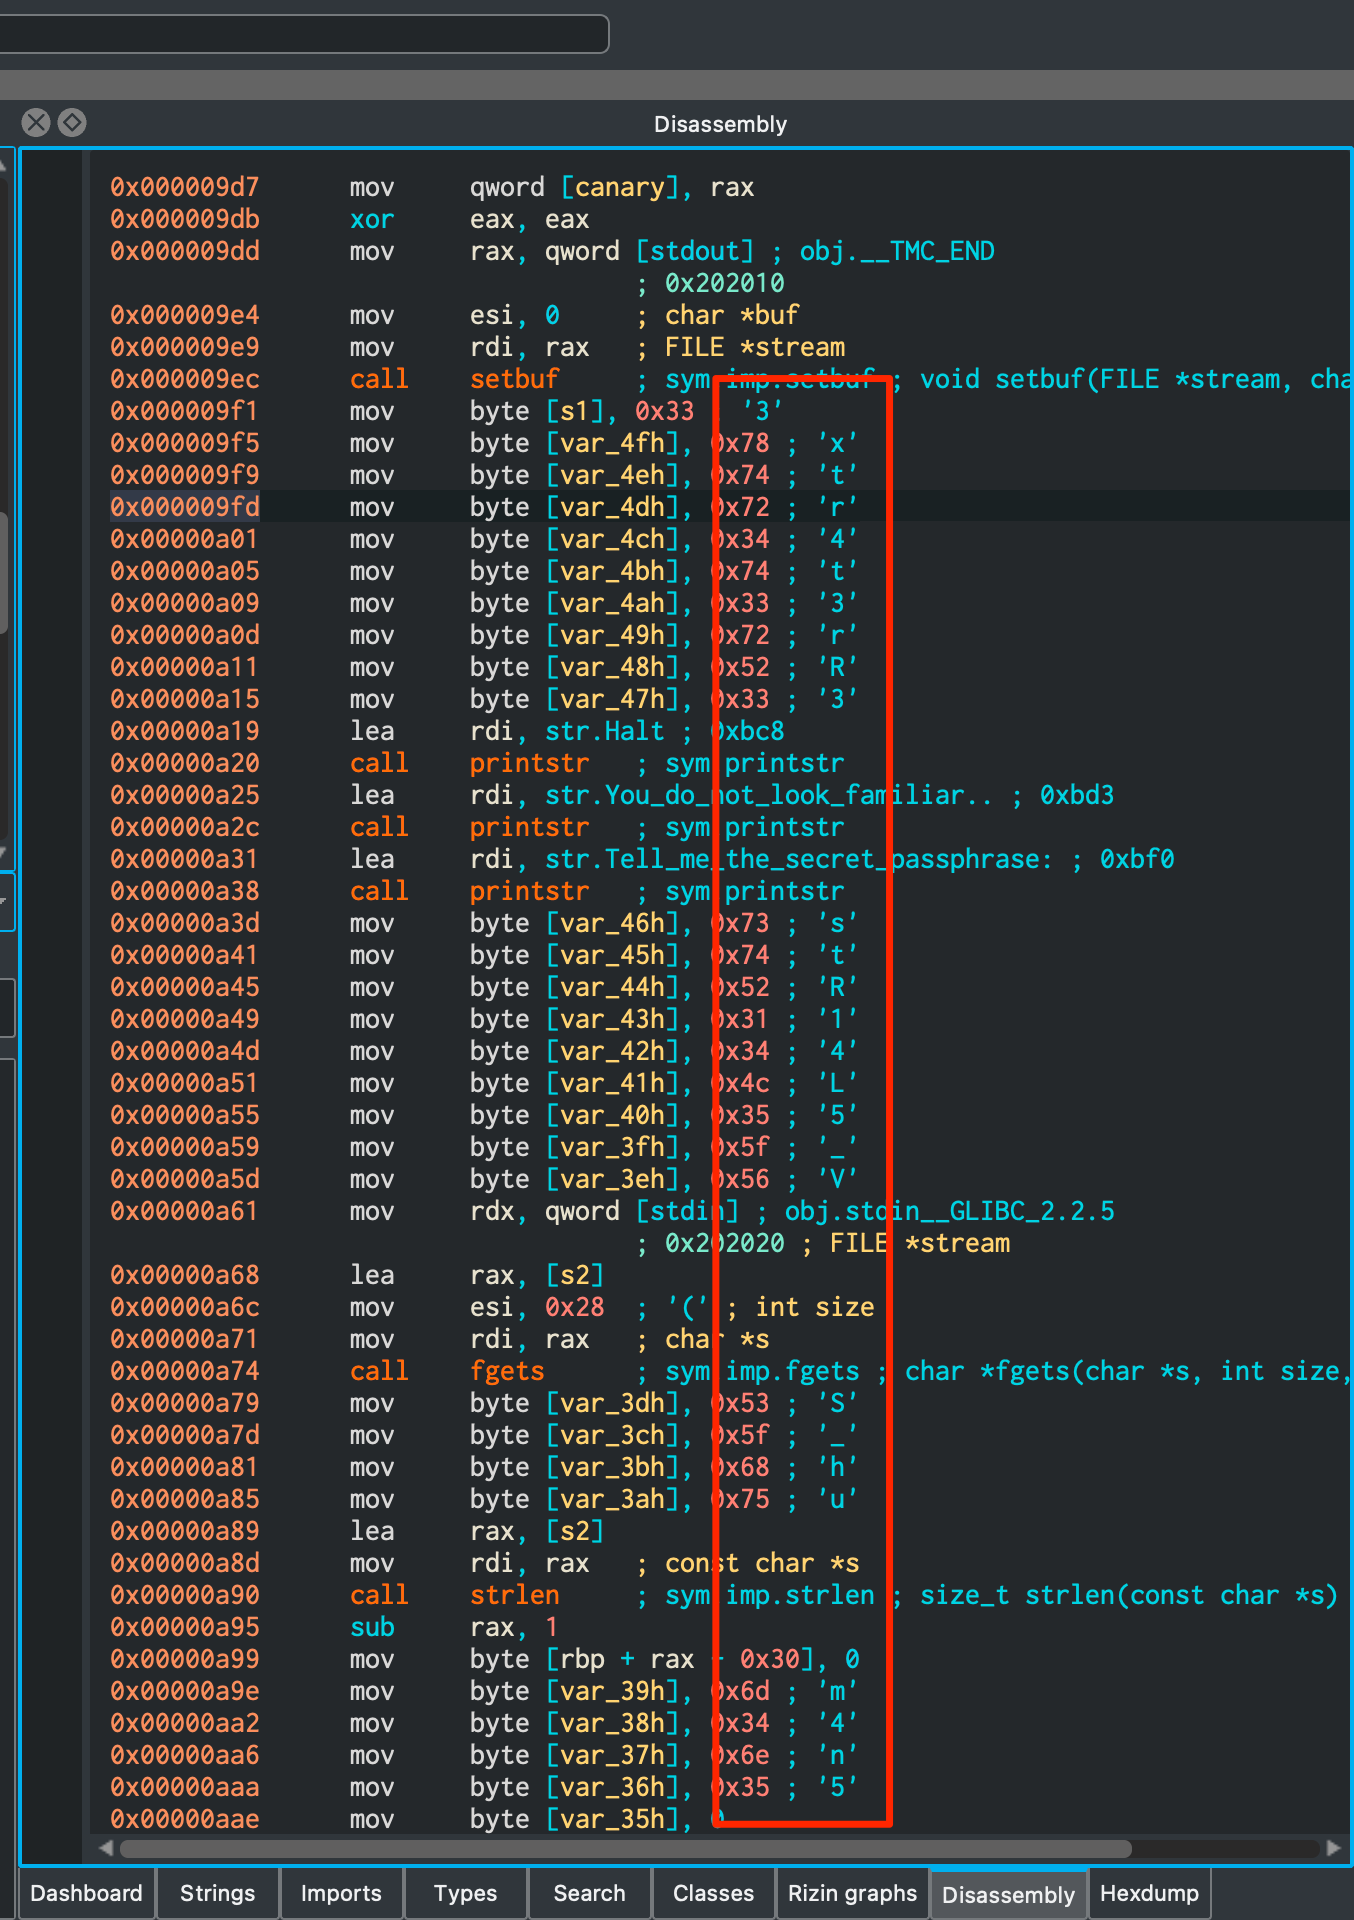 Disassembly
0x000009d7 mov qword [canary], rax
0x000009db xor eax, eax
0x000009dd mov rax, qword [stdout] ; obj.__TMC_END
; 0x202010
0x000009e4 mov esi, 0 ; char *buf
0x000009e9 mov rdi, rax ; FILE *stream
0x000009ec call setbuf ; sym.imp.setbuf ; void setbuf(FILE *stream, cha
0x000009f1 mov byte [s1], 0x33 ; '3'
0x000009f5 mov byte [var_4fh], 0x78 ; 'x'
0x000009f9 mov byte [var_4eh], 0x74 ; 't'
0x000009fd mov byte [var_4dh], 0x72 ; 'r'
0x00000a01 mov byte [var_4ch], 0x34 ; '4'
0x00000a05 mov byte [var_4bh], 0x74 ; 't'
0x00000a09 mov byte [var_4ah], 0x33 ; '3'
0x00000a0d mov byte [var_49h], 0x72 ; 'r'
0x00000a11 mov byte [var_48h], 0x52 ; 'R'
0x00000a15 mov byte [var_47h], 0x33 ; '3'
0x00000a19 lea rdi, str.Halt ; 0xbc8
0x00000a20 call printstr ; sym.printstr
0x00000a25 lea rdi, str.You_do_not_look_familiar.. ; 0xbd3
0x00000a2c call printstr ; sym.printstr
0x00000a31 lea rdi, str.Tell_me_the_secret_passphrase: ; 0xbf0
0x00000a38 call printstr ; sym.printstr
0x00000a3d mov byte [var_46h], 0x73 ; 's'
0x00000a41 mov byte [var_45h], 0x74 ; 't'
0x00000a45 mov byte [var_44h], 0x52 ; 'R'
0x00000a49 mov byte [var_43h], 0x31 ; '1'
0x00000a4d mov byte [var_42h], 0x34 ; '4'
0x00000a51 mov byte [var_41h], 0x4c ; 'L'
0x00000a55 mov byte [var_40h], 0x35 ; '5'
0x00000a59 mov byte [var_3fh], 0x5f ; '_'
0x00000a5d mov byte [var_3eh], 0x56 ; 'V'
0x00000a61 mov rdx, qword [stdin] ; obj.stdin__GLIBC_2.2.5
; 0x202020 ; FILE *stream
0x00000a68 lea rax, [s2]
0x00000a6c mov esi, 0x28 ; '(' ; int size
0x00000a71 mov rdi, rax ; char *s
0x00000a74 call fgets ; sym.imp.fgets ; char *fgets(char *s, int size,
0x00000a79 mov byte [var_3dh], 0x53 ; 'S'
0x00000a7d mov byte [var_3ch], 0x5f ; '_'
0x00000a81 mov byte [var_3bh], 0x68 ; 'h'
0x00000a85 mov byte [var_3ah], 0x75 ; 'u'
0x00000a89 lea rax, [s2]
0x00000a8d mov rdi, rax ; const char *s
0x00000a90 call strlen ; sym.imp.strlen ; size_t strlen(const char *s)
0x00000a95 sub rax, 1
0x00000a99 mov byte [rbp + rax - 0x30], 0
0x00000a9e mov byte [var_39h], 0x6d ; 'm'
0x00000aa2 mov byte [var_38h], 0x34 ; '4'
0x00000aa6 mov byte [var_37h], 0x6e ; 'n'
0x00000aaa mov byte [var_36h], 0x35 ; '5'
0x00000aae mov byte [var_35h], 0
Dashboard Strings Imports Types Search Classes Rizin graphs Disassembly Hexdump